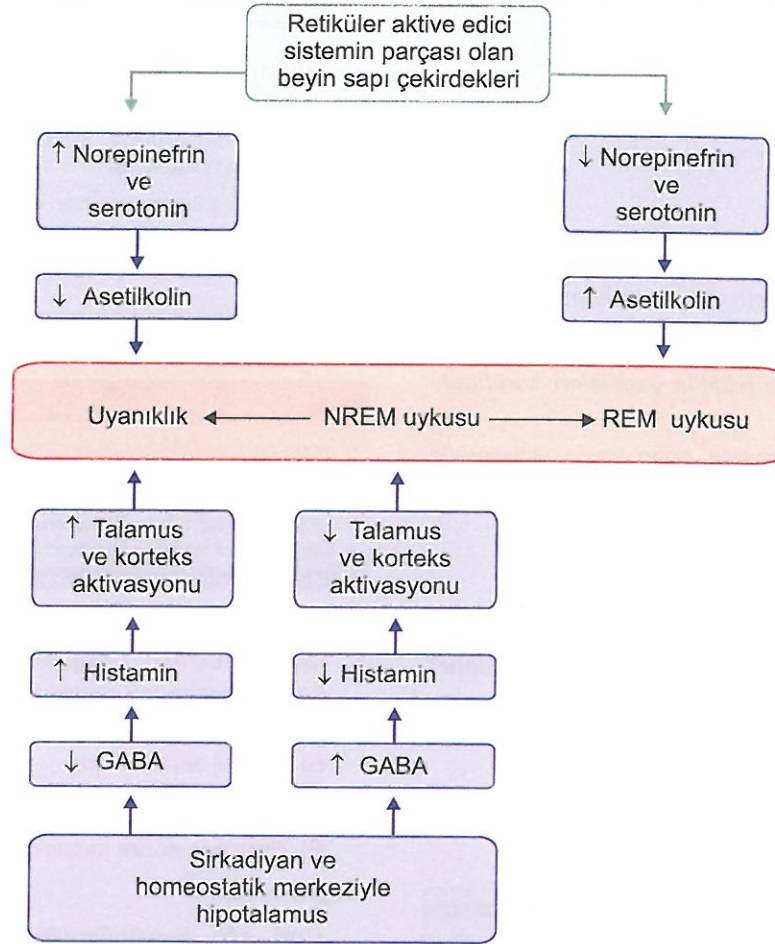 Retiküler aktive edici
sistemin parçası olan
beyin sapı çekirdekleri
↑ Norepinefrin
ve
serotonin
↓ Norepinefrin
ve
serotonin
↓ Asetilkolin
↑ Asetilkolin
Uyanıklık
NREM uykusu
REM uykusu
↑ Talamus
ve korteks
aktivasyonu
↓ Talamus
ve korteks
aktivasyonu
↑ Histamin
↓ Histamin
↓ GABA
↑ GABA
Sirkadiyan ve
homeostatik merkeziyle
hipotalamus